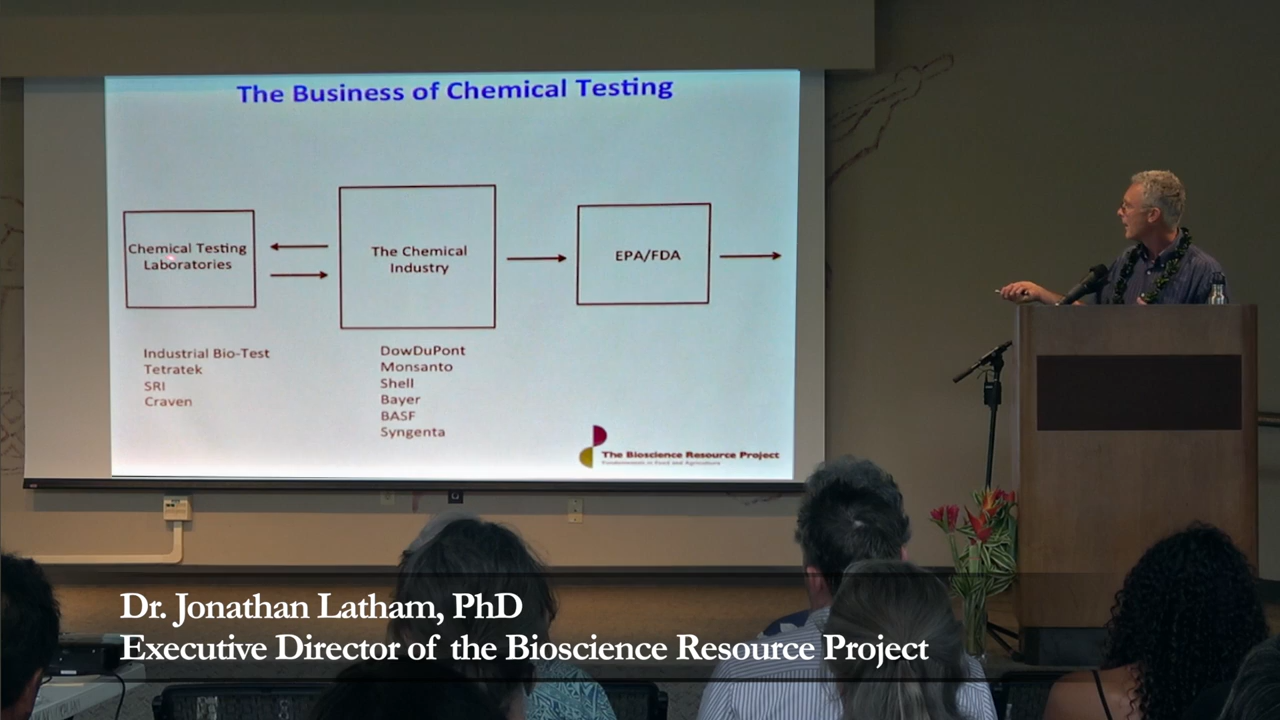 The Business of Chemical Testing
Chemical Testing
Laboratories
The Chemical
Industry
EPA/FDA
Industrial Bio-Test
Tetratek
SRI
Craven
DowDuPont
Monsanto
Shell
Bayer
BASF
Syngenta
The Bioscience Resource Project
Dr. Jonathan Latham, PhD
Executive Director of the Bioscience Resource Project